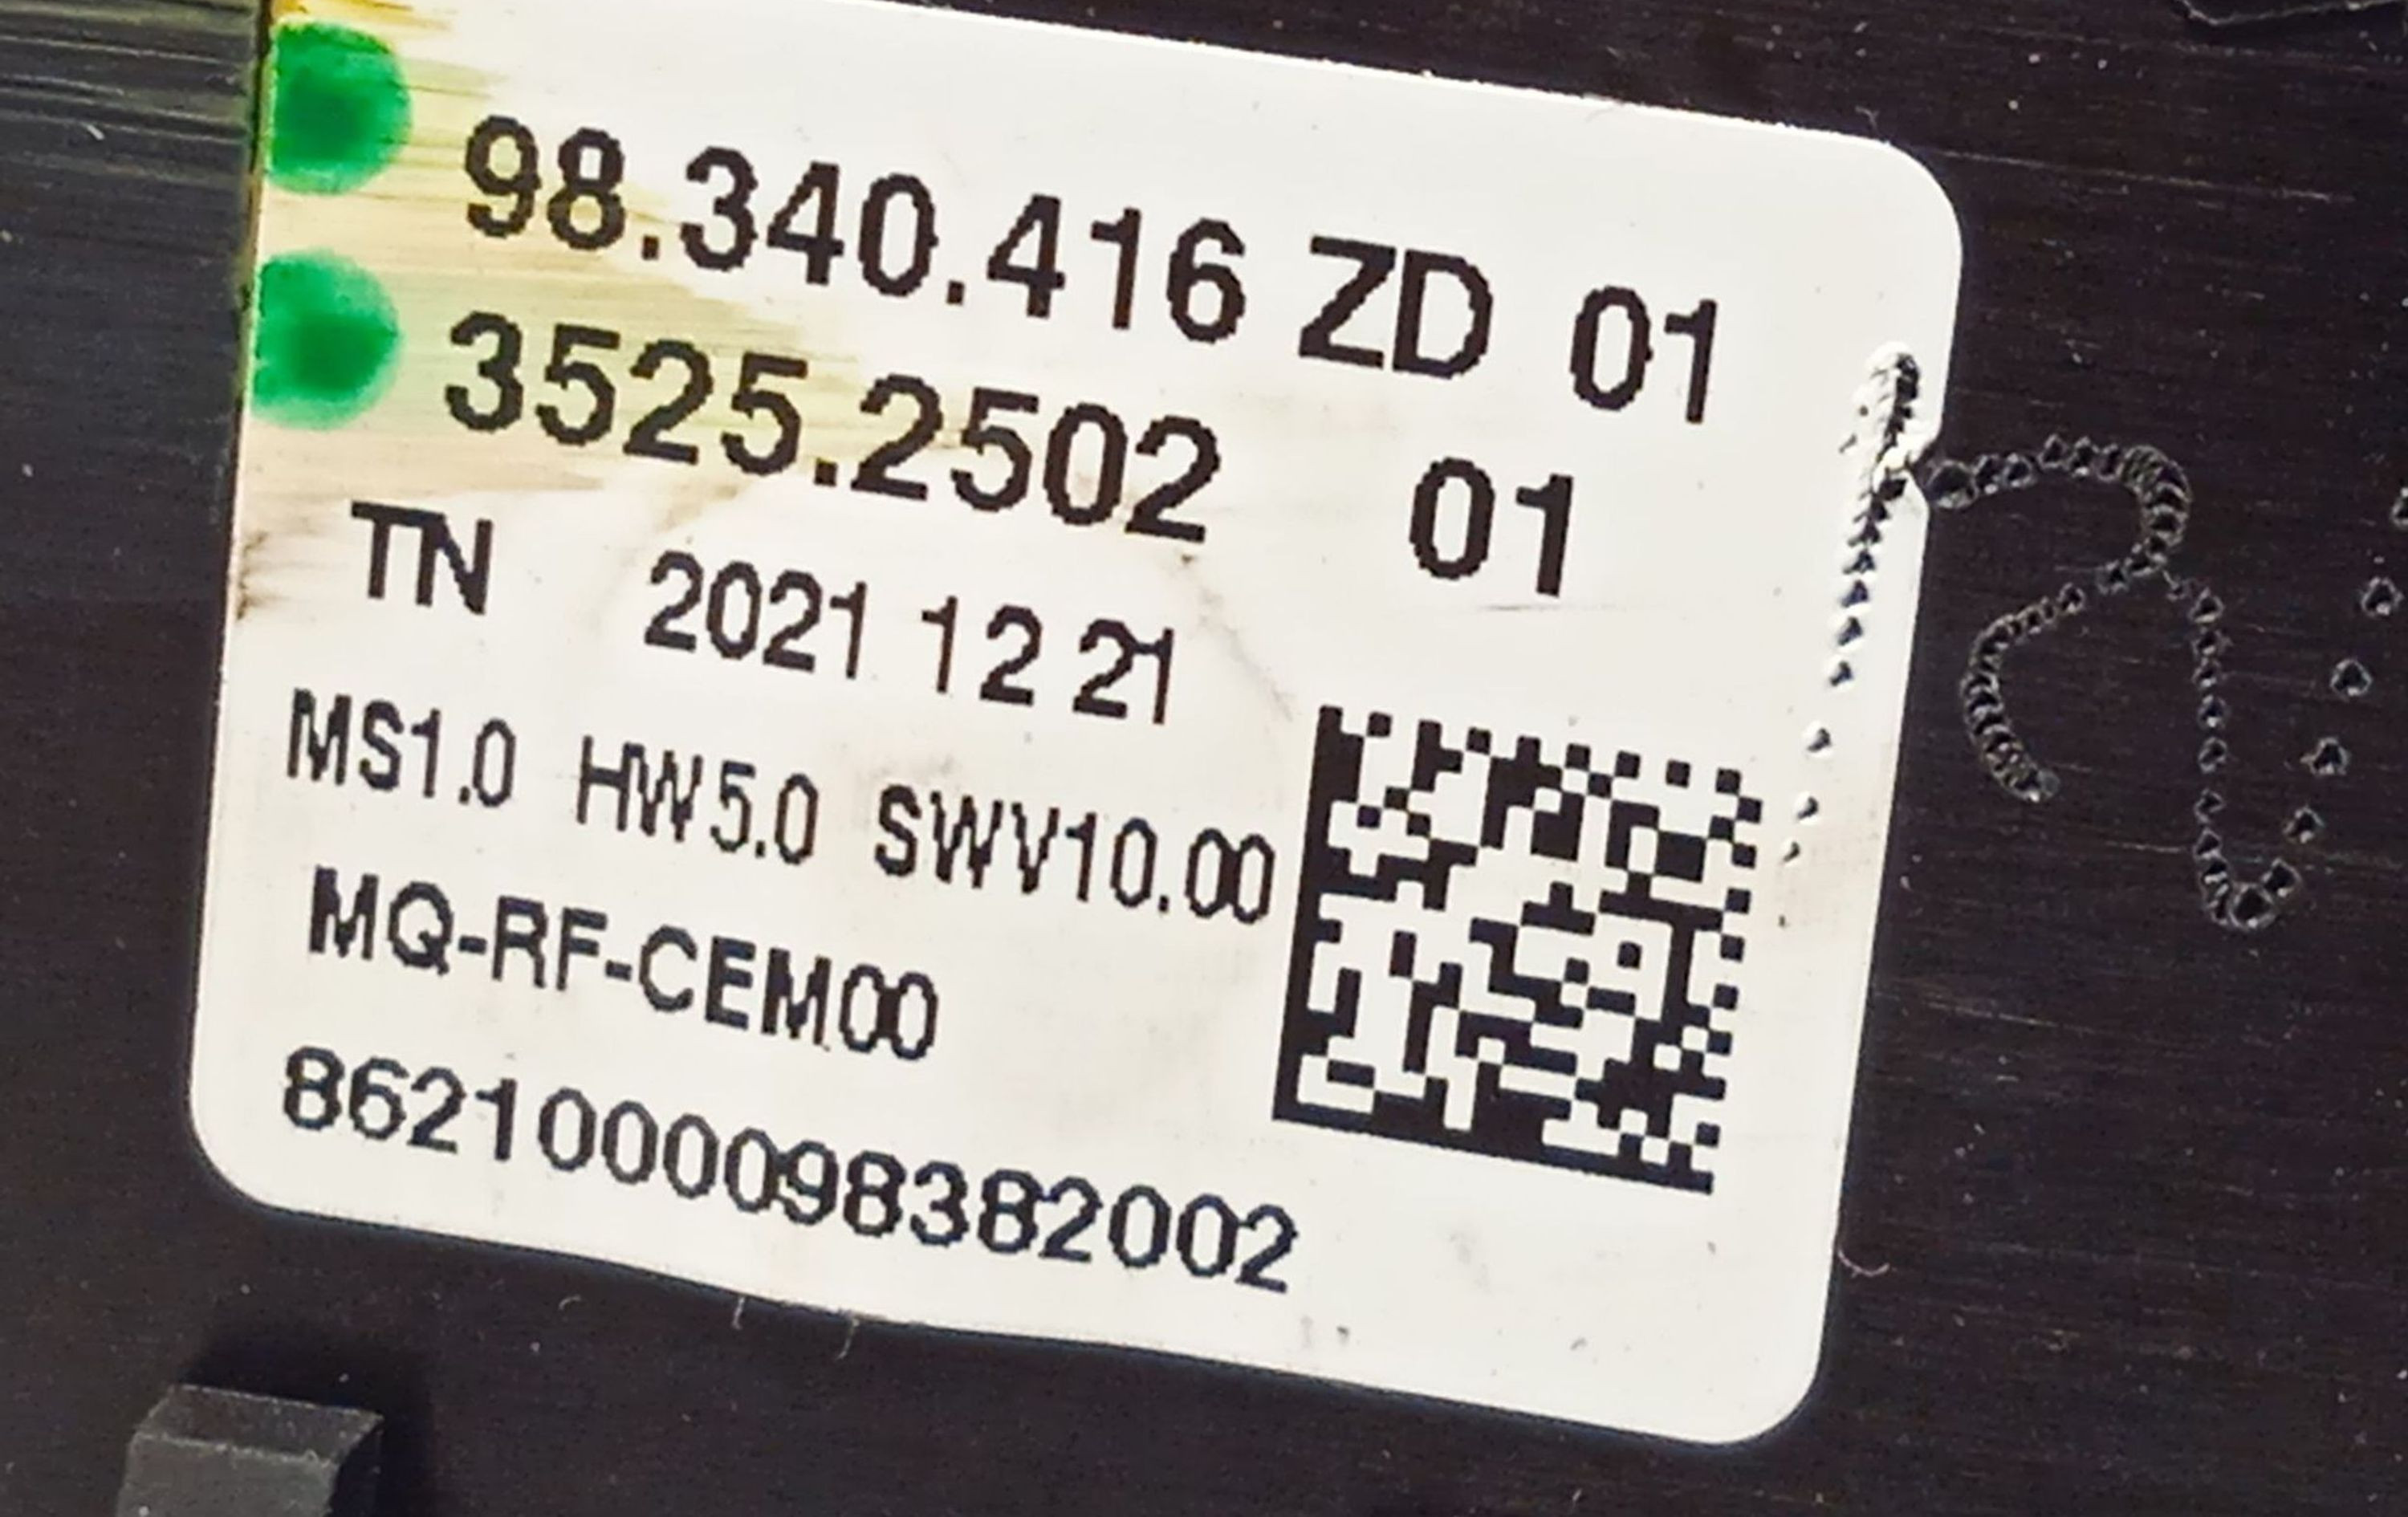 98.340.416 ZD 01
3525.2502 01
TN 2021 12 21
MS1.0 HW5.0 SWV10.00
MQ-RF-CEM00
8621000098382002